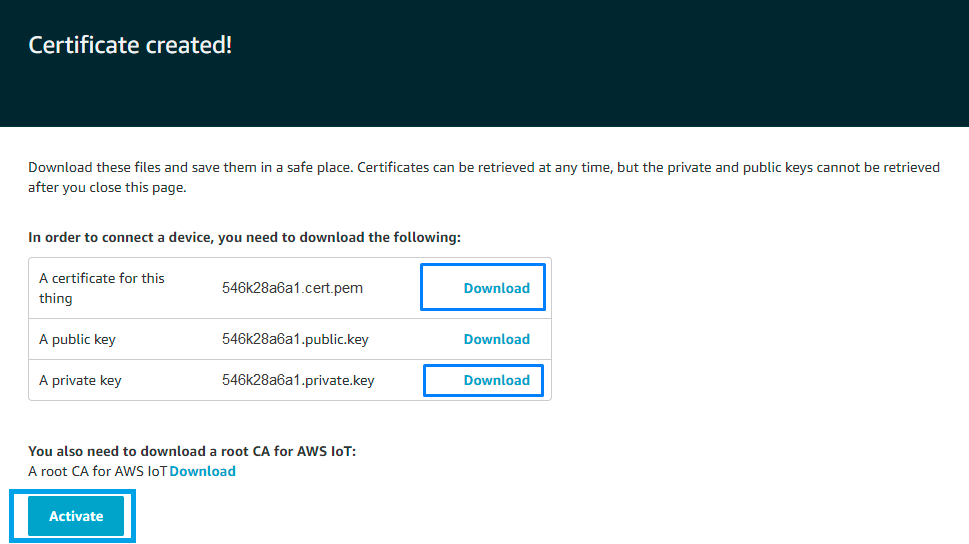 Certificate created!
Download these files and save them in a safe place. Certificates can be retrieved at any time, but the private and public keys cannot be retrieved
after you close this page.
In order to connect a device, you need to download the following:
A certificate for this
thing
546k28a6a1.cert.pem
Download
A public key
546k28a6a1.public.key
Download
A private key
546k28a6a1.private.key
Download
You also need to download a root CA for AWS IoT:
A root CA for AWS IoT Download
Activate